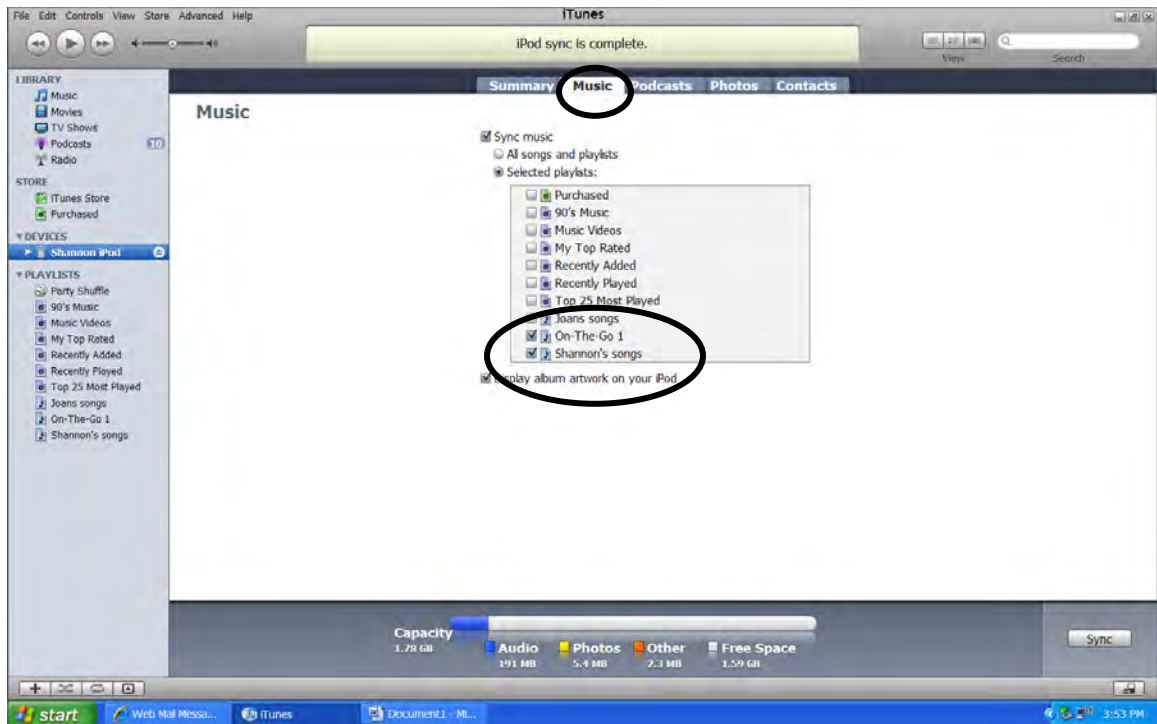 File Edit Controls View Store Advanced Help
iTunes
iPod sync is complete.
View
Search
LIBRARY
Music
Movies
TV Shows
Podcasts 10
Radio
STORE
iTunes Store
Purchased
DEVICES
Shannon iPod
PLAYLISTS
Party Shuffle
90's Music
Music Videos
My Top Rated
Recently Added
Recently Played
Top 25 Most Played
Joans songs
On-The-Go 1
Shannon's songs
Summary Music Podcasts Photos Contacts
Music
Sync music
All songs and playlists
Selected playlists:
Purchased
90's Music
Music Videos
My Top Rated
Recently Added
Recently Played
Top 25 Most Played
Joans songs
On-The-Go 1
Shannon's songs
Display album artwork on your iPod
Capacity
1.78 GB
Audio Photos Other Free Space
191 MB 5.4 MB 2.3 MB 1.59 GB
Sync
start Web Mail Messa... iTunes Document1 - Mi... 3:53 PM